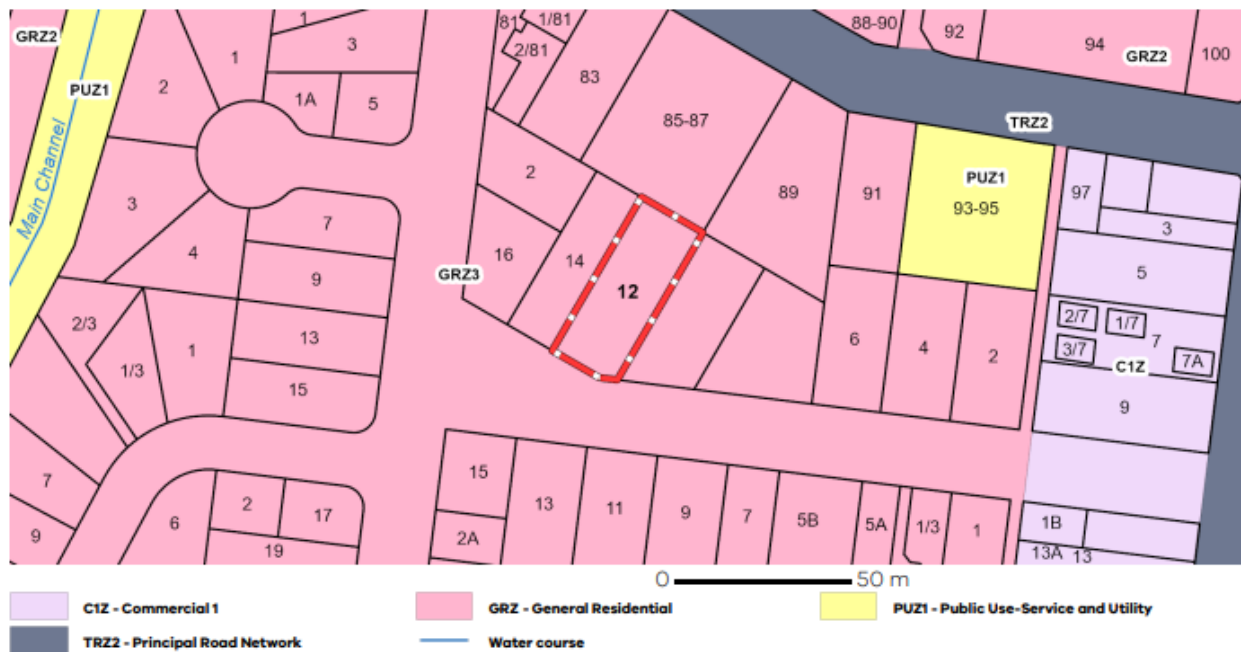 GRZ2
PUZ1
Main Channel
2
1
1
3
1A
5
81
1/81
2/81
83
85-87
88-90
92
94
GRZ2
100
TRZ2
3
4
7
9
2
16
14
12
89
91
PUZ1
93-95
97
3
5
GRZ3
2/3
1/3
1
13
15
6
4
2
2/7
1/7
7
3/7
7A
C1Z
9
7
9
6
2
17
19
15
2A
13
11
9
7
5B
5A
1/3
1
1B
13A
13
0
50 m
C1Z - Commercial 1
GRZ - General Residential
PUZ1 - Public Use-Service and Utility
TRZ2 - Principal Road Network
Water course